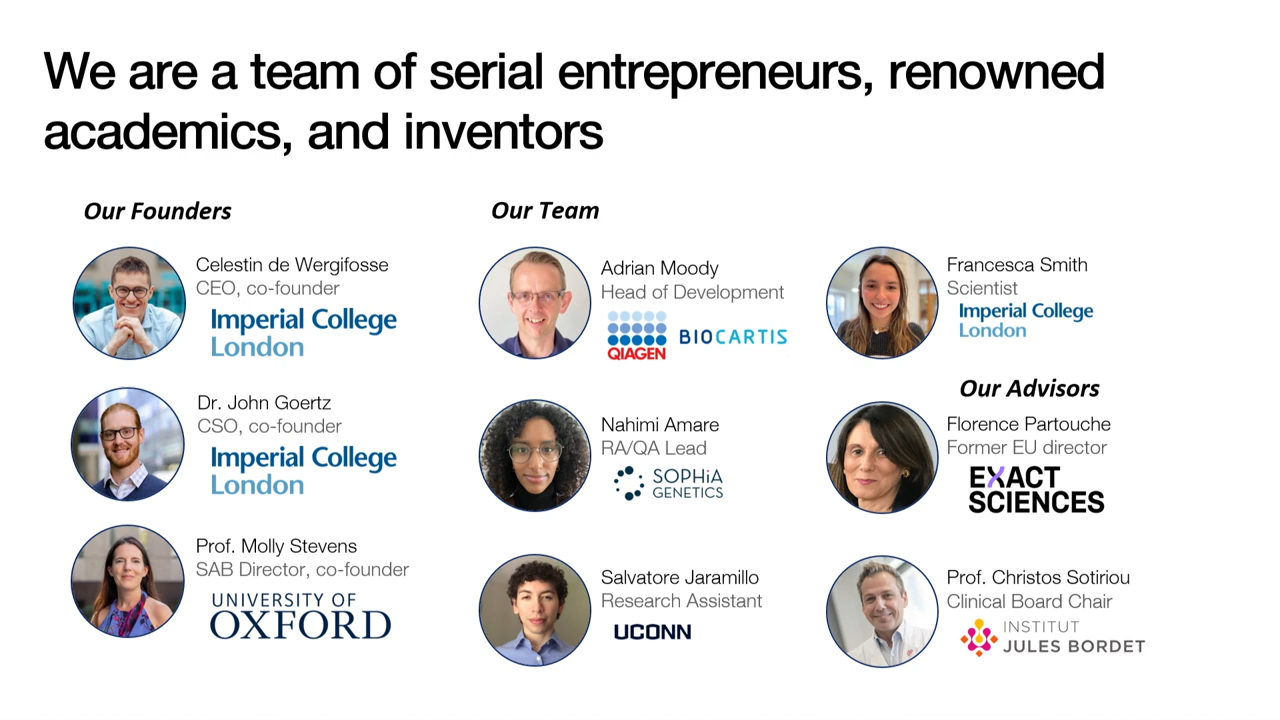 We are a team of serial entrepreneurs, renowned
academics, and inventors
Our Founders
Celestin de Wergifosse
CEO, co-founder
Imperial College
London
Dr. John Goertz
CSO, co-founder
Imperial College
London
Prof. Molly Stevens
SAB Director, co-founder
UNIVERSITY OF
OXFORD
Our Team
Adrian Moody
Head of Development
QIAGEN
BIOCARTIS
Nahimi Amare
RA/QA Lead
SOPHiA
GENETICS
Salvatore Jaramillo
Research Assistant
UCONN
Francesca Smith
Scientist
Imperial College
London
Our Advisors
Florence Partouche
Former EU director
EXACT
SCIENCES
Prof. Christos Sotiriou
Clinical Board Chair
INSTITUT
JULES BORDET